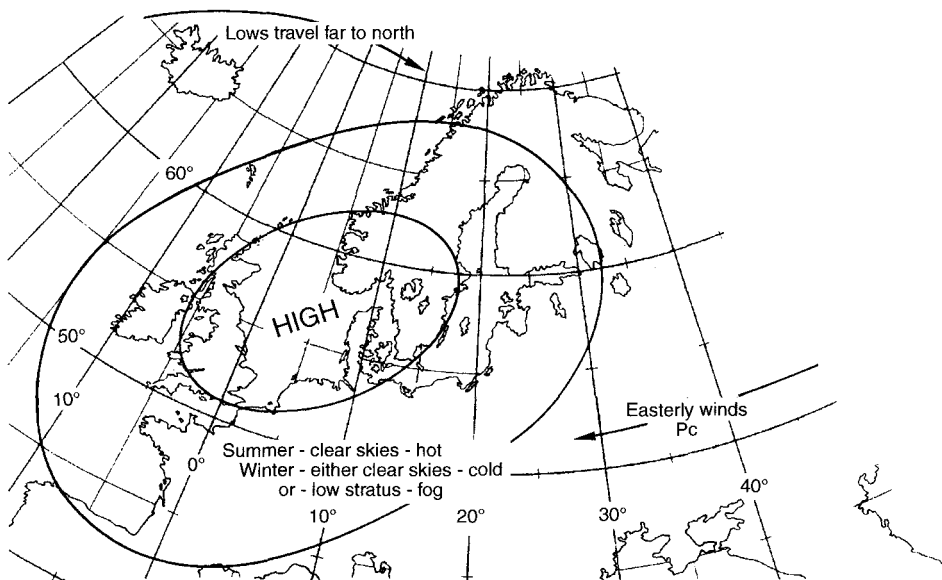 Lows travel far to north
60°
HIGH
50°
10°
Easterly winds
Pc
Summer - clear skies - hot
Winter - either clear skies - cold
or - low stratus - fog
0°
10°
20°
30°
40°